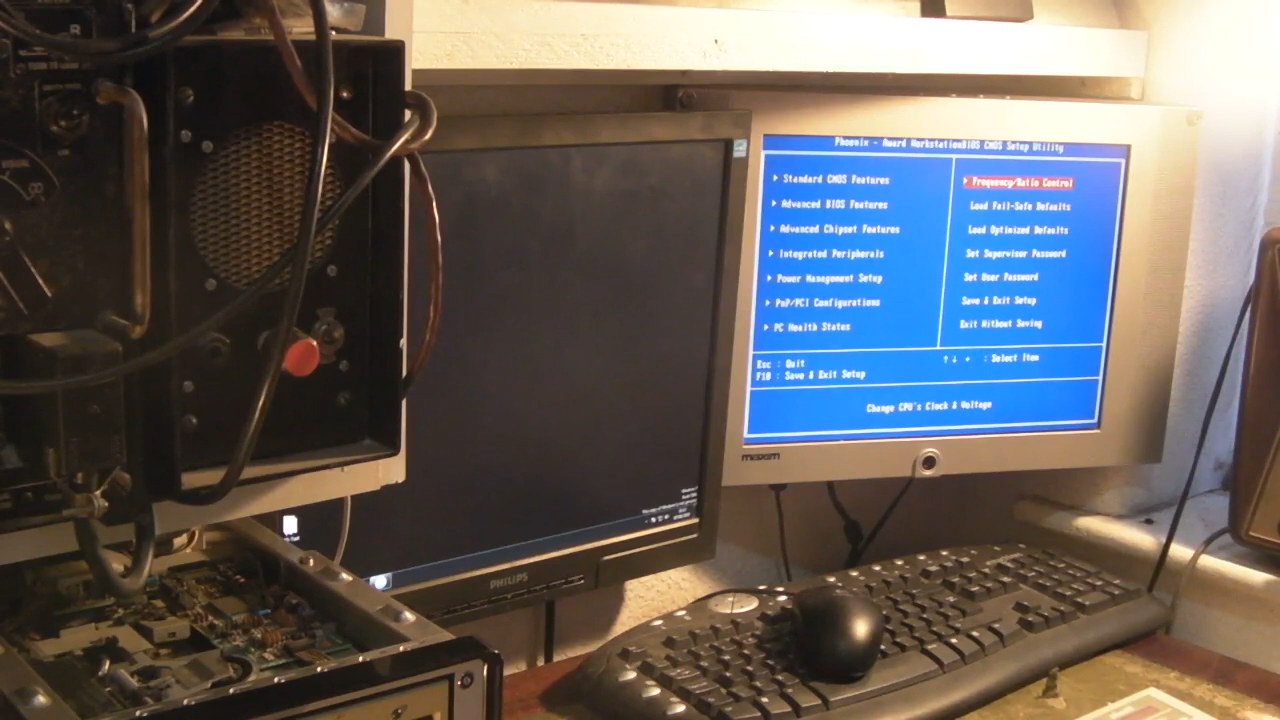 VISUAL
PHILIPS
Phoenix - Award WorkstationBIOS CMOS Setup Utility
Standard CMOS Features
Advanced BIOS Features
Advanced Chipset Features
Integrated Peripherals
Power Management Setup
PnP/PCI Configurations
PC Health Status
Frequency/Ratio Control
Load Fail-Safe Defaults
Load Optimized Defaults
Set Supervisor Password
Set User Password
Save & Exit Setup
Exit Without Saving
Esc : Quit
F10 : Save & Exit Setup
↑ ↓ → : Select Item
Change CPU's Clock & Voltage
maxam